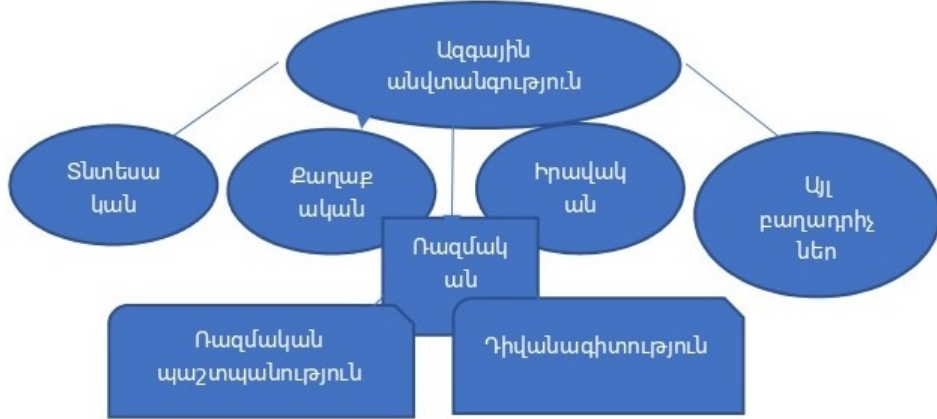 Ազգային
անվտանգություն
Տնտեսա
կան
Քաղաք
ական
Իրավակ
ան
Այլ
բաղադրիչ
ներ
Ռազմակ
ան
Ռազմական
պաշտպանություն
Դիվանագիտություն